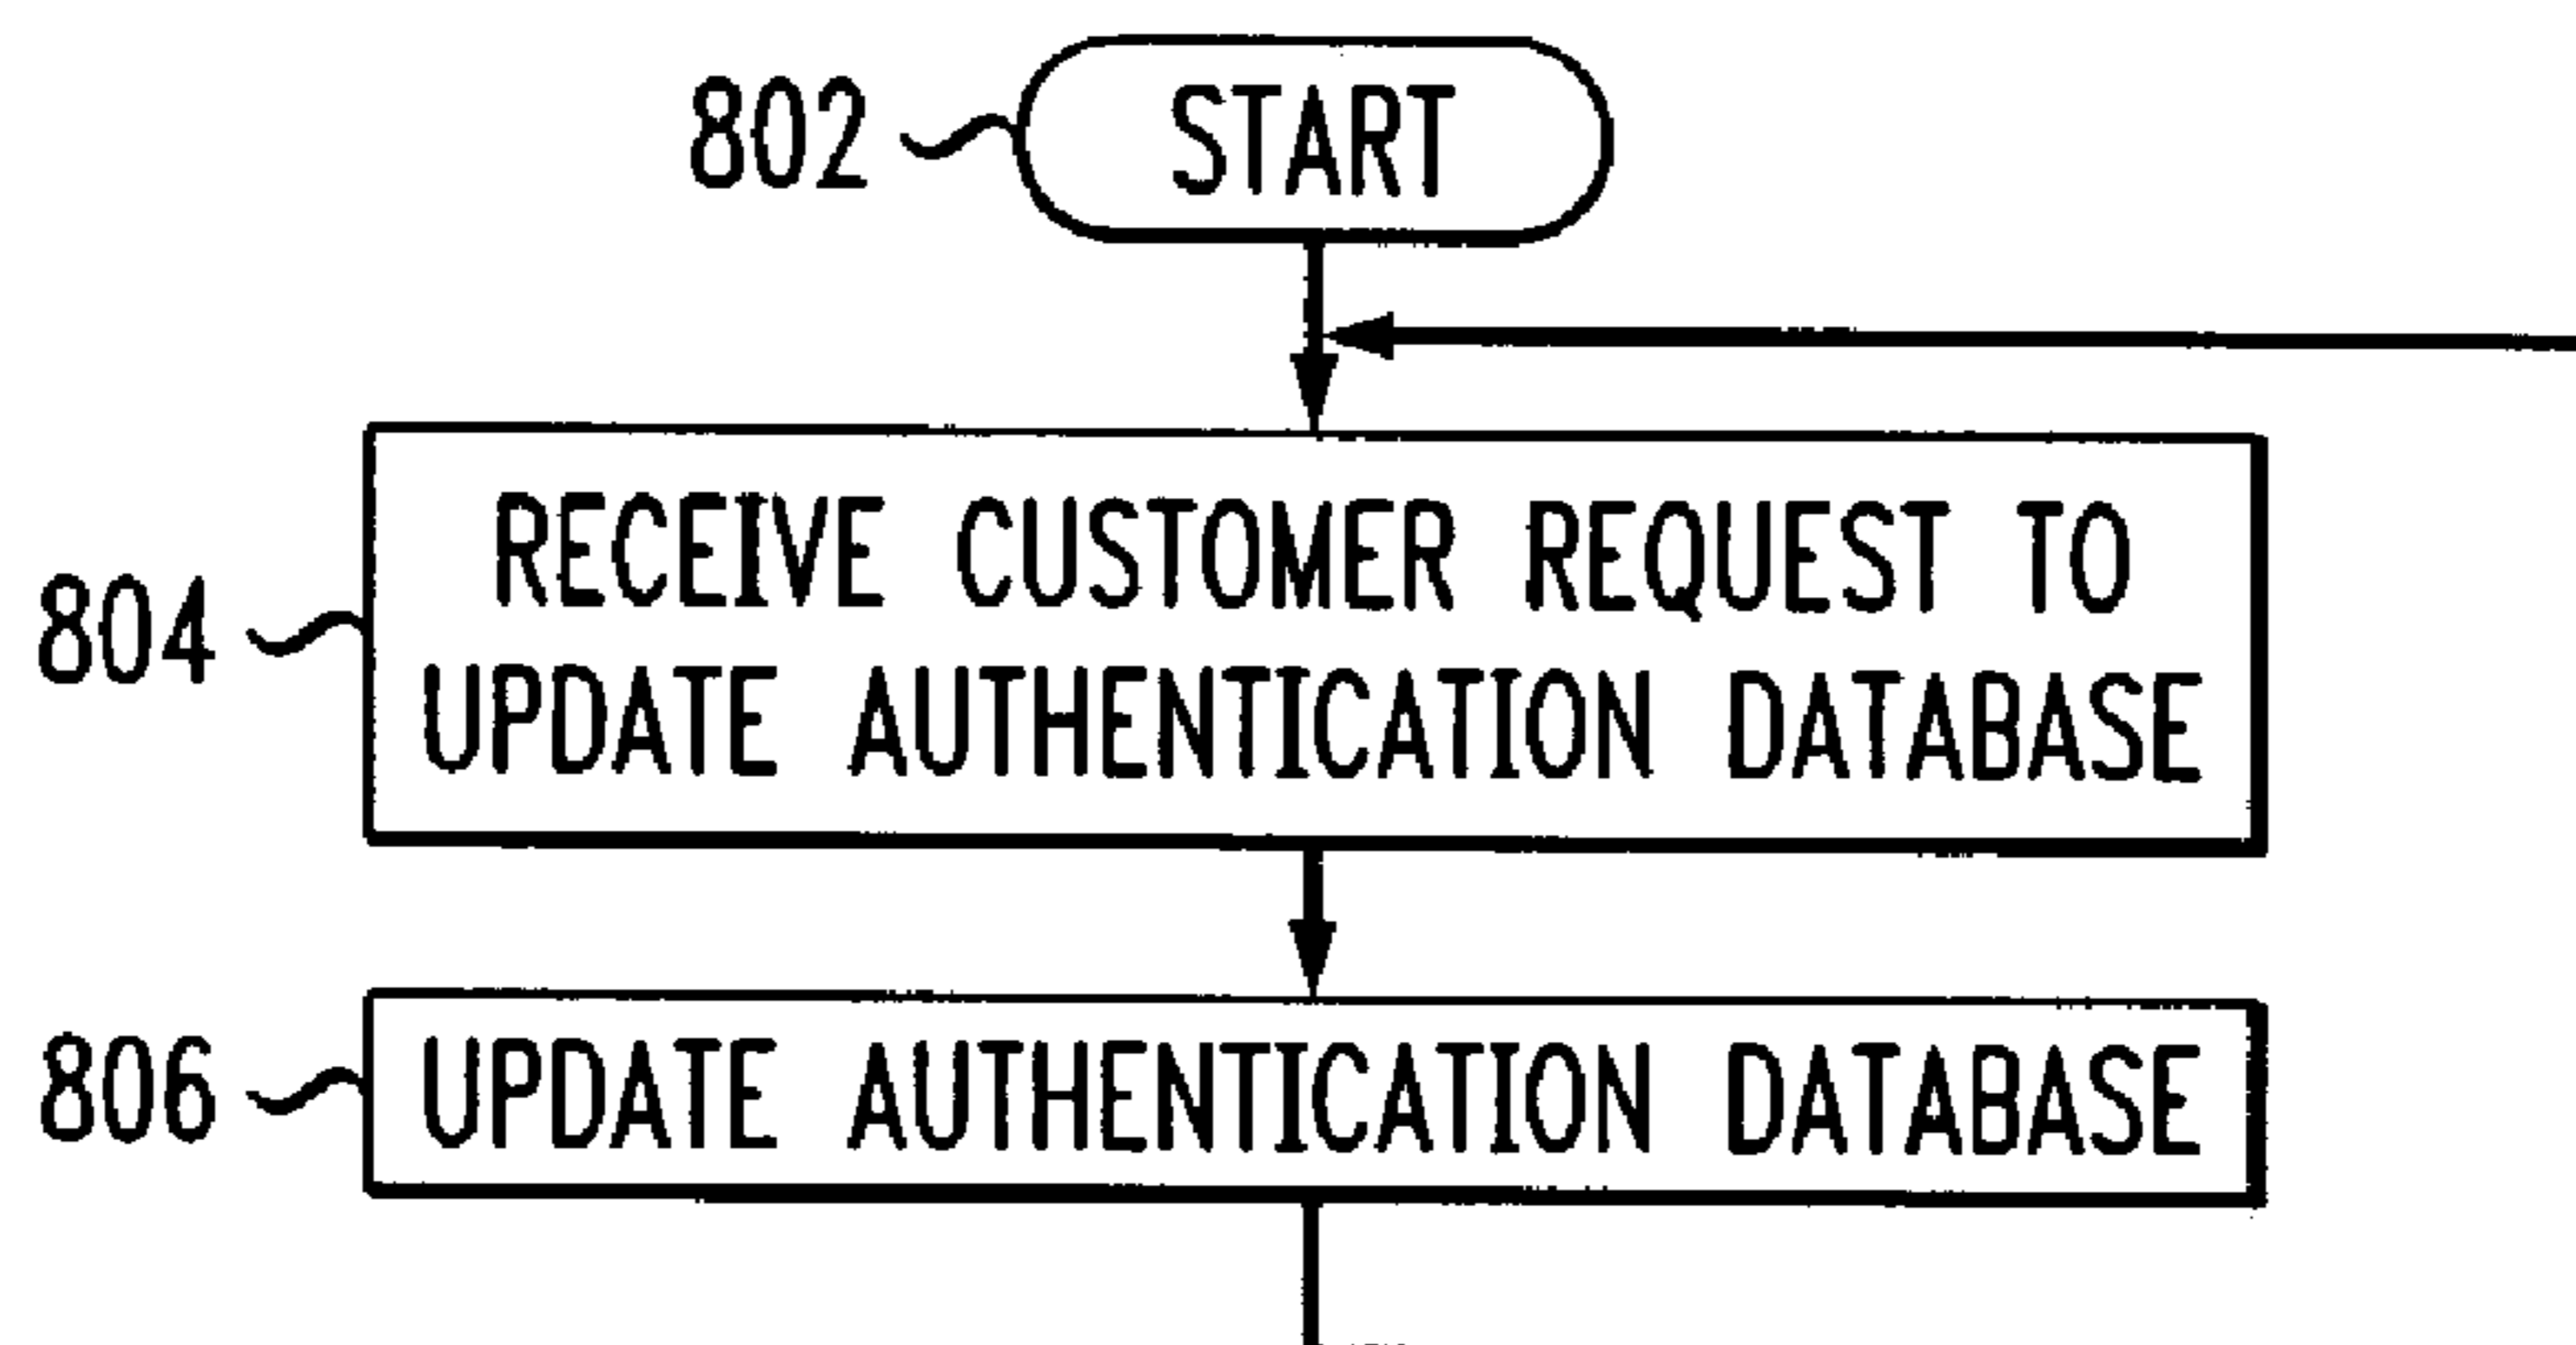 802 START
804
RECEIVE CUSTOMER REQUEST TO
UPDATE AUTHENTICATION DATABASE
806 UPDATE AUTHENTICATION DATABASE